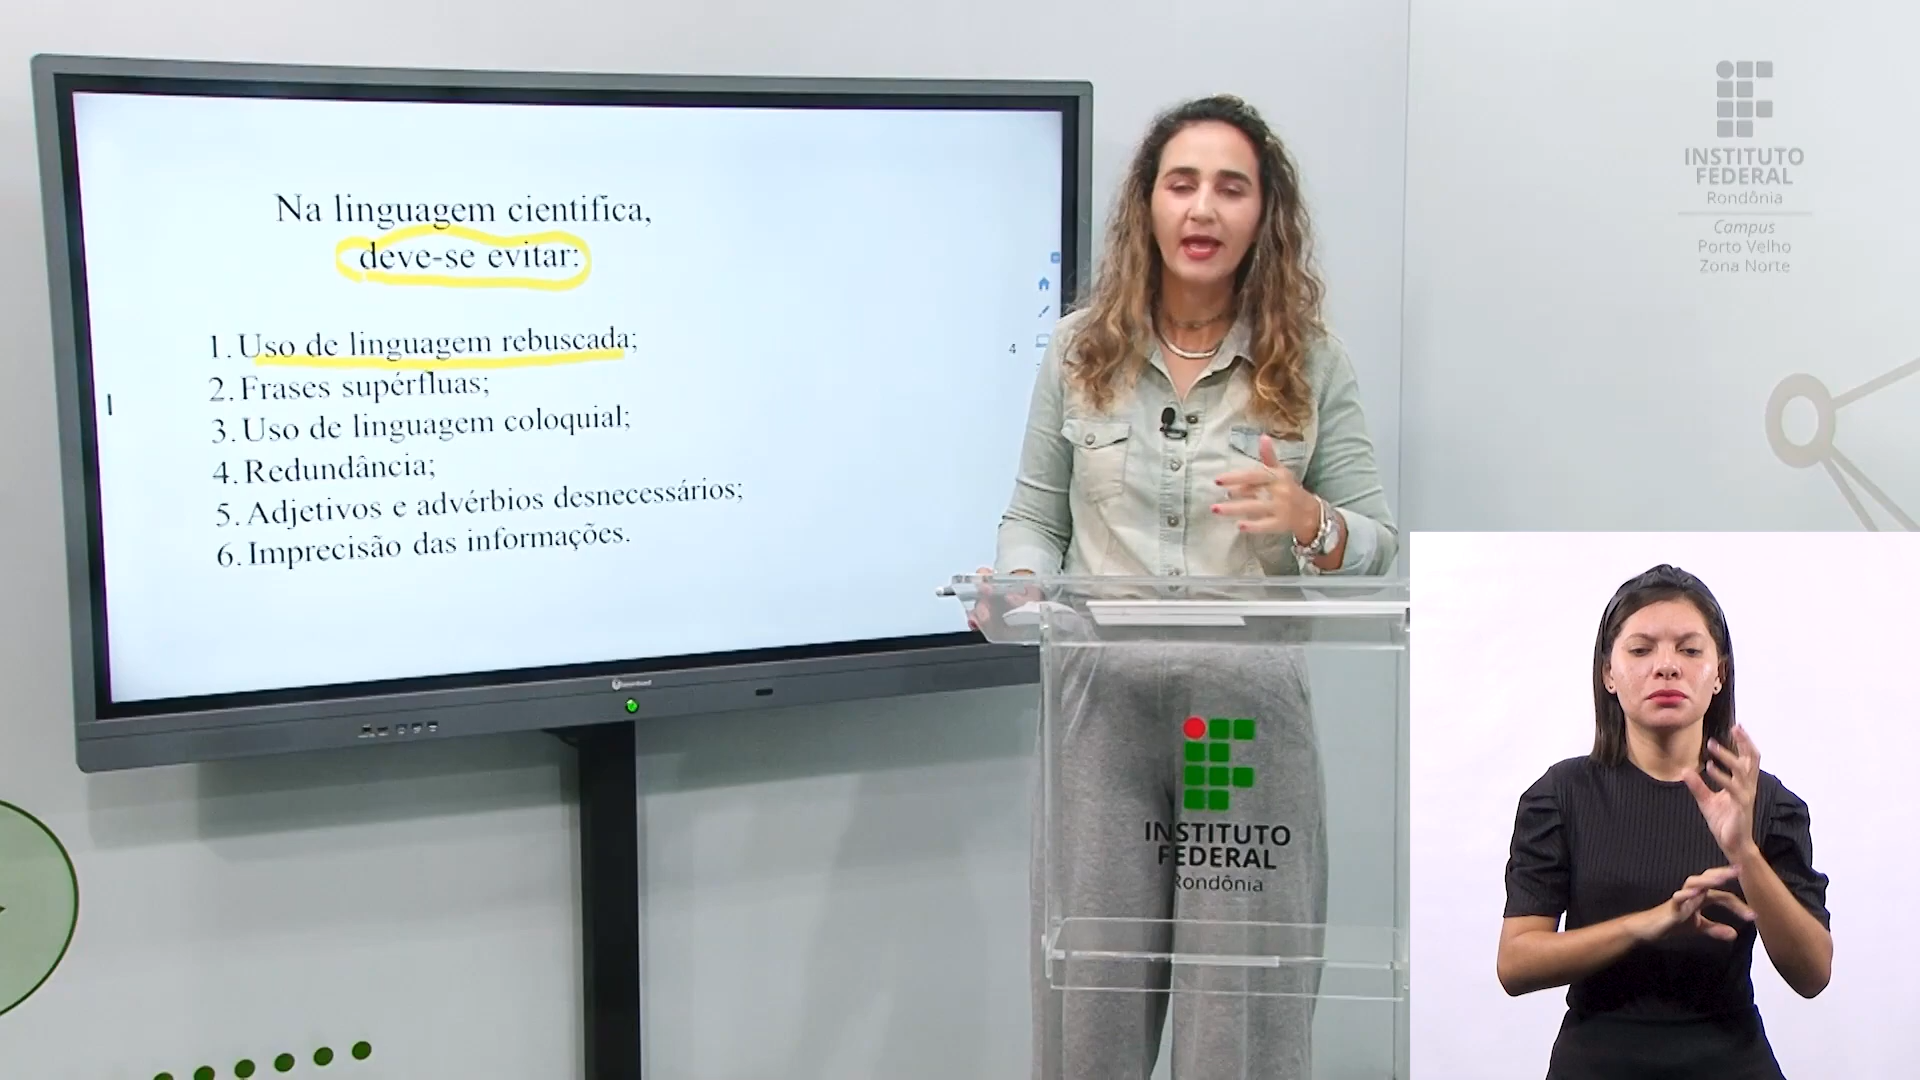 Na linguagem cientifica,
deve-se evitar:
1. Uso de linguagem rebuscada;
2. Frases supérfluas;
3. Uso de linguagem coloquial;
4. Redundância;
5. Adjetivos e advérbios desnecessários;
6. Imprecisão das informações.
4
INSTITUTO
FEDERAL
Rondônia
Campus
Porto Velho
Zona Norte
INSTITUTO
FEDERAL
Rondônia